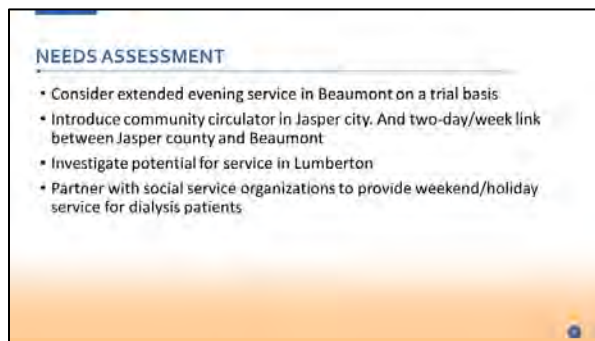 NEEDS ASSESSMENT
• Consider extended evening service in Beaumont on a trial basis
• Introduce community circulator in Jasper city. And two-day/week link
between Jasper county and Beaumont
• Investigate potential for service in Lumberton
• Partner with social service organizations to provide weekend/holiday
service for dialysis patients